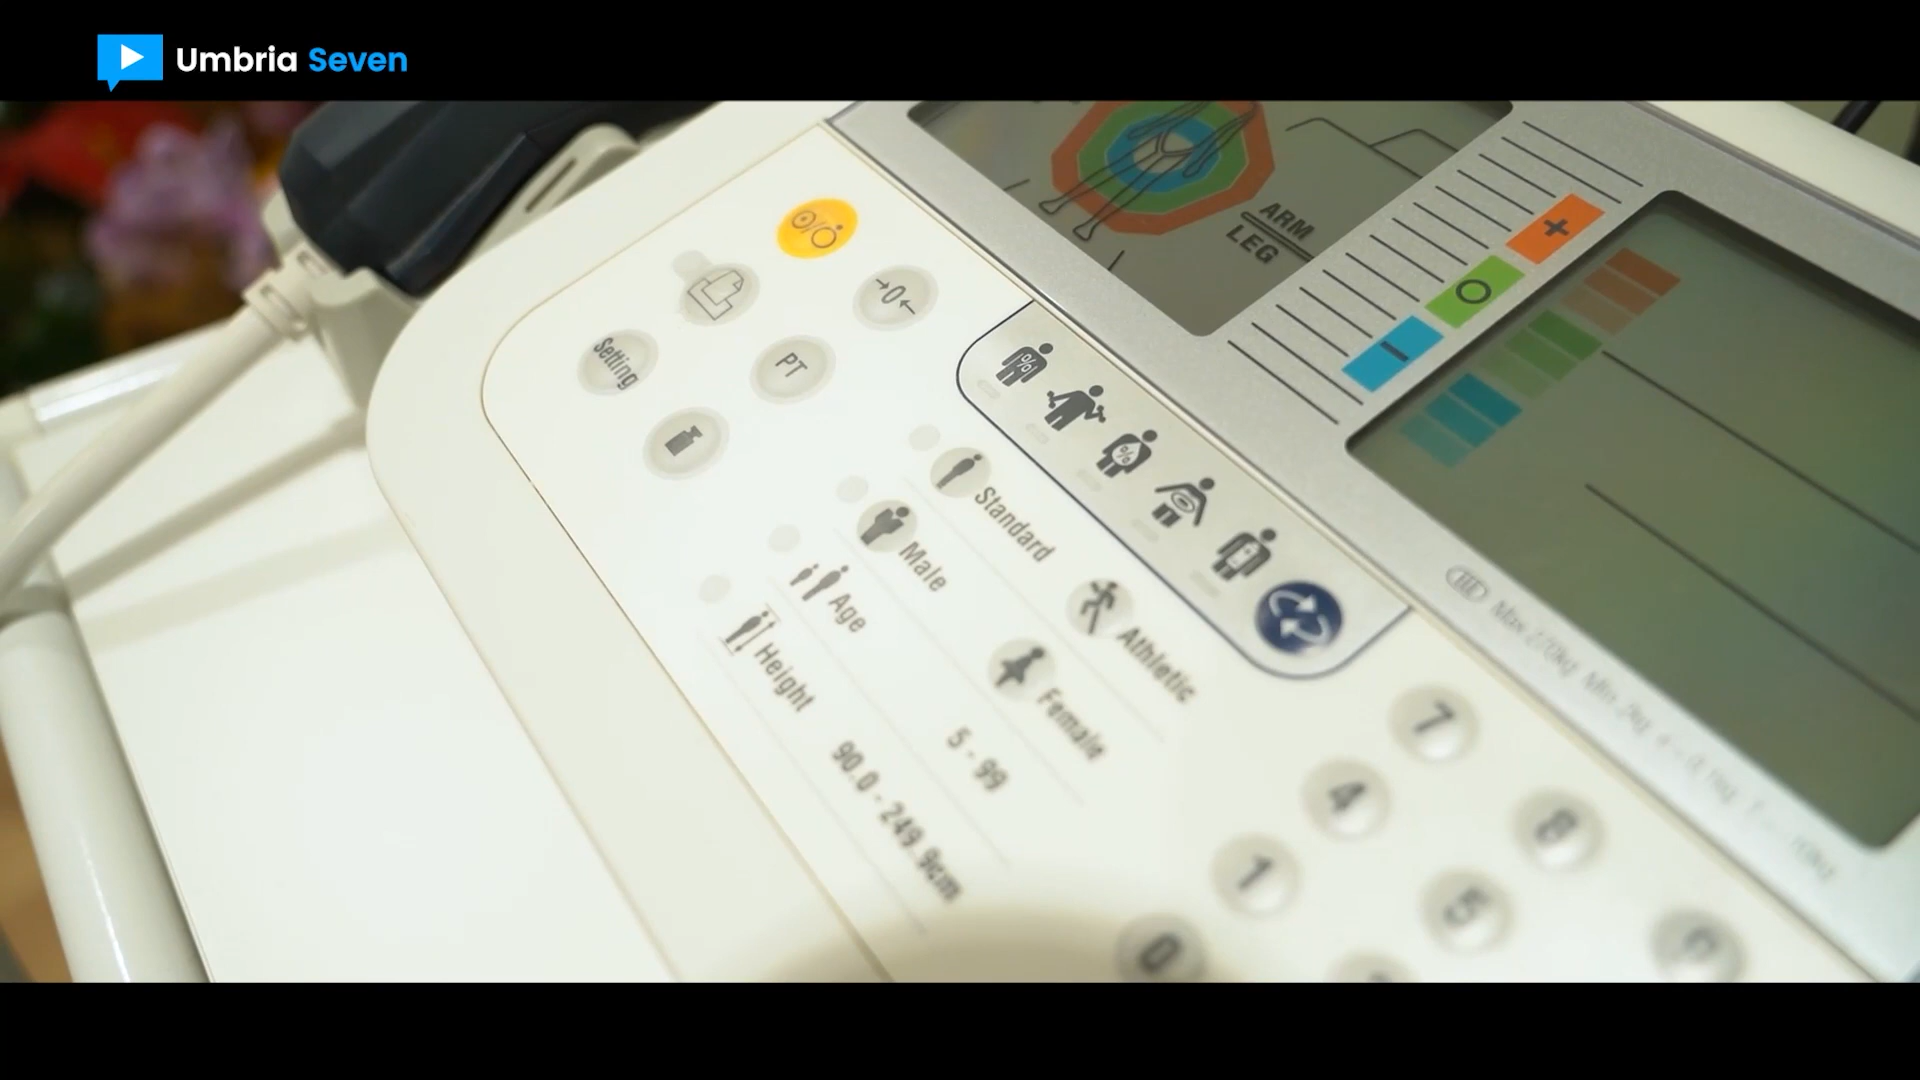 Umbria Seven
ARM
LEG
+
O
−
→0←
PT
Setting
%
%
Standard
Athletic
Male
Female
Age
5 - 99
Height
90.0 - 249.9cm
7
4
8
1
5
0